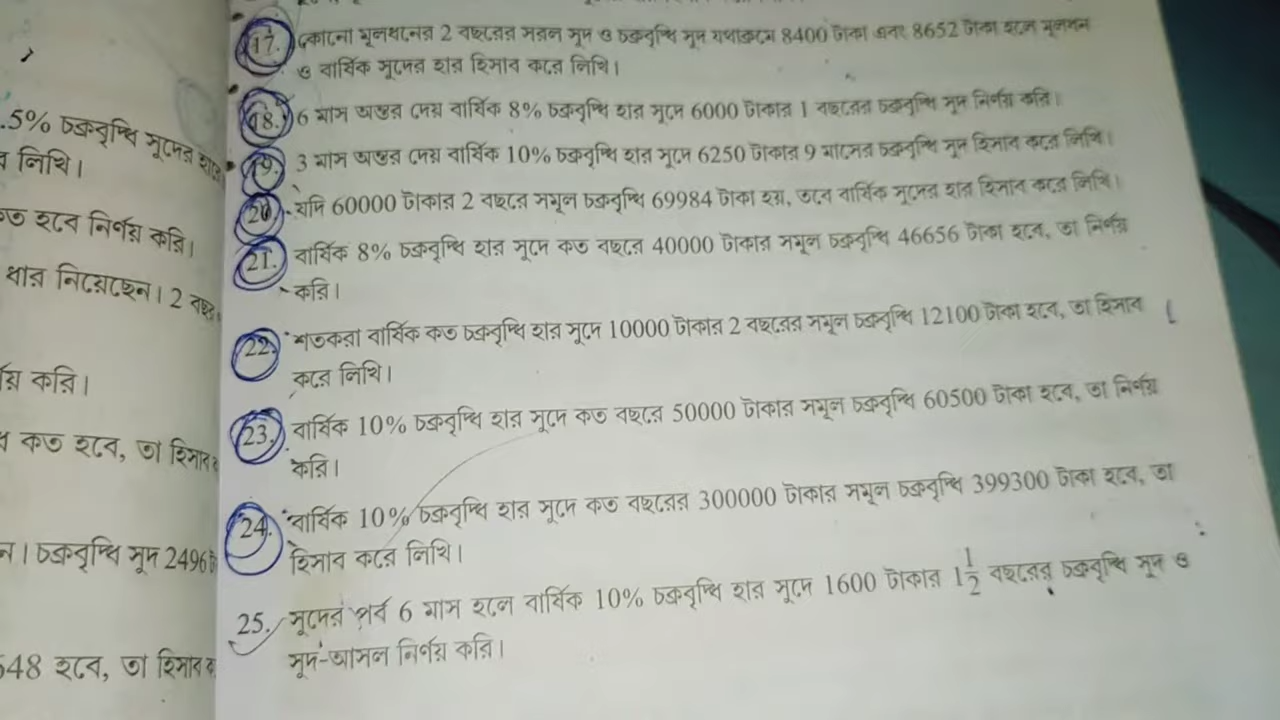 .5% চক্রবৃদ্ধি সুদের হারে
লিখি।
কত হবে নির্ণয় করি।
ধার নিয়েছেন। 2 বছর
করি।
কত হবে, তা হিসাব
ন। চক্রবৃদ্ধি সুদ 2496
648 হবে, তা হিসাব ক
17. কোনো মূলধনের 2 বছরের সরল সুদ ও চক্রবৃদ্ধি সুদ যথাক্রমে 8400 টাকা এবং 8652 টাকা হলে মূলধন
ও বার্ষিক সুদের হার হিসাব করে লিখি।
18. 6 মাস অন্তর দেয় বার্ষিক 8% চক্রবৃদ্ধি হার সুদে 6000 টাকার 1 বছরের চক্রবৃদ্ধি সুদ নির্ণয় করি।
19. 3 মাস অন্তর দেয় বার্ষিক 10% চক্রবৃদ্ধি হার সুদে 6250 টাকার 9 মাসের চক্রবৃদ্ধি সুদ হিসাব করে লিখি।
20. যদি 60000 টাকার 2 বছরে সমূল চক্রবৃদ্ধি 69984 টাকা হয়, তবে বার্ষিক সুদের হার হিসাব করে লিখি।
21. বার্ষিক 8% চক্রবৃদ্ধি হার সুদে কত বছরে 40000 টাকার সমূল চক্রবৃদ্ধি 46656 টাকা হবে, তা নির্ণয়
করি।
22. শতকরা বার্ষিক কত চক্রবৃদ্ধি হার সুদে 10000 টাকার 2 বছরের সমূল চক্রবৃদ্ধি 12100 টাকা হবে, তা হিসাব
করে লিখি।
23. বার্ষিক 10% চক্রবৃদ্ধি হার সুদে কত বছরে 50000 টাকার সমূল চক্রবৃদ্ধি 60500 টাকা হবে, তা নির্ণয়
করি।
24. বার্ষিক 10% চক্রবৃদ্ধি হার সুদে কত বছরের 300000 টাকার সমূল চক্রবৃদ্ধি 399300 টাকা হবে, তা
হিসাব করে লিখি।
25. সুদের পর্ব 6 মাস হলে বার্ষিক 10% চক্রবৃদ্ধি হার সুদে 1600 টাকার 1½ বছরের চক্রবৃদ্ধি সুদ ও
সুদ-আসল নির্ণয় করি।